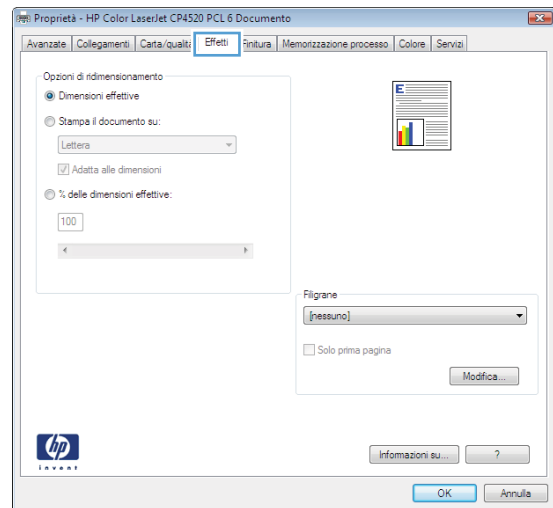 Proprietà - HP Color LaserJet CP4520 PCL 6 Documento
Avanzate Collegamenti Carta/qualità Effetti Finitura Memorizzazione processo Colore Servizi
Opzioni di ridimensionamento
Dimensioni effettive
Stampa il documento su:
Lettera
Adatta alle dimensioni
% delle dimensioni effettive:
100
E
Filigrane
[nessuno]
Solo prima pagina
Modifica...
hp
invent
Informazioni su... ?
OK Annulla